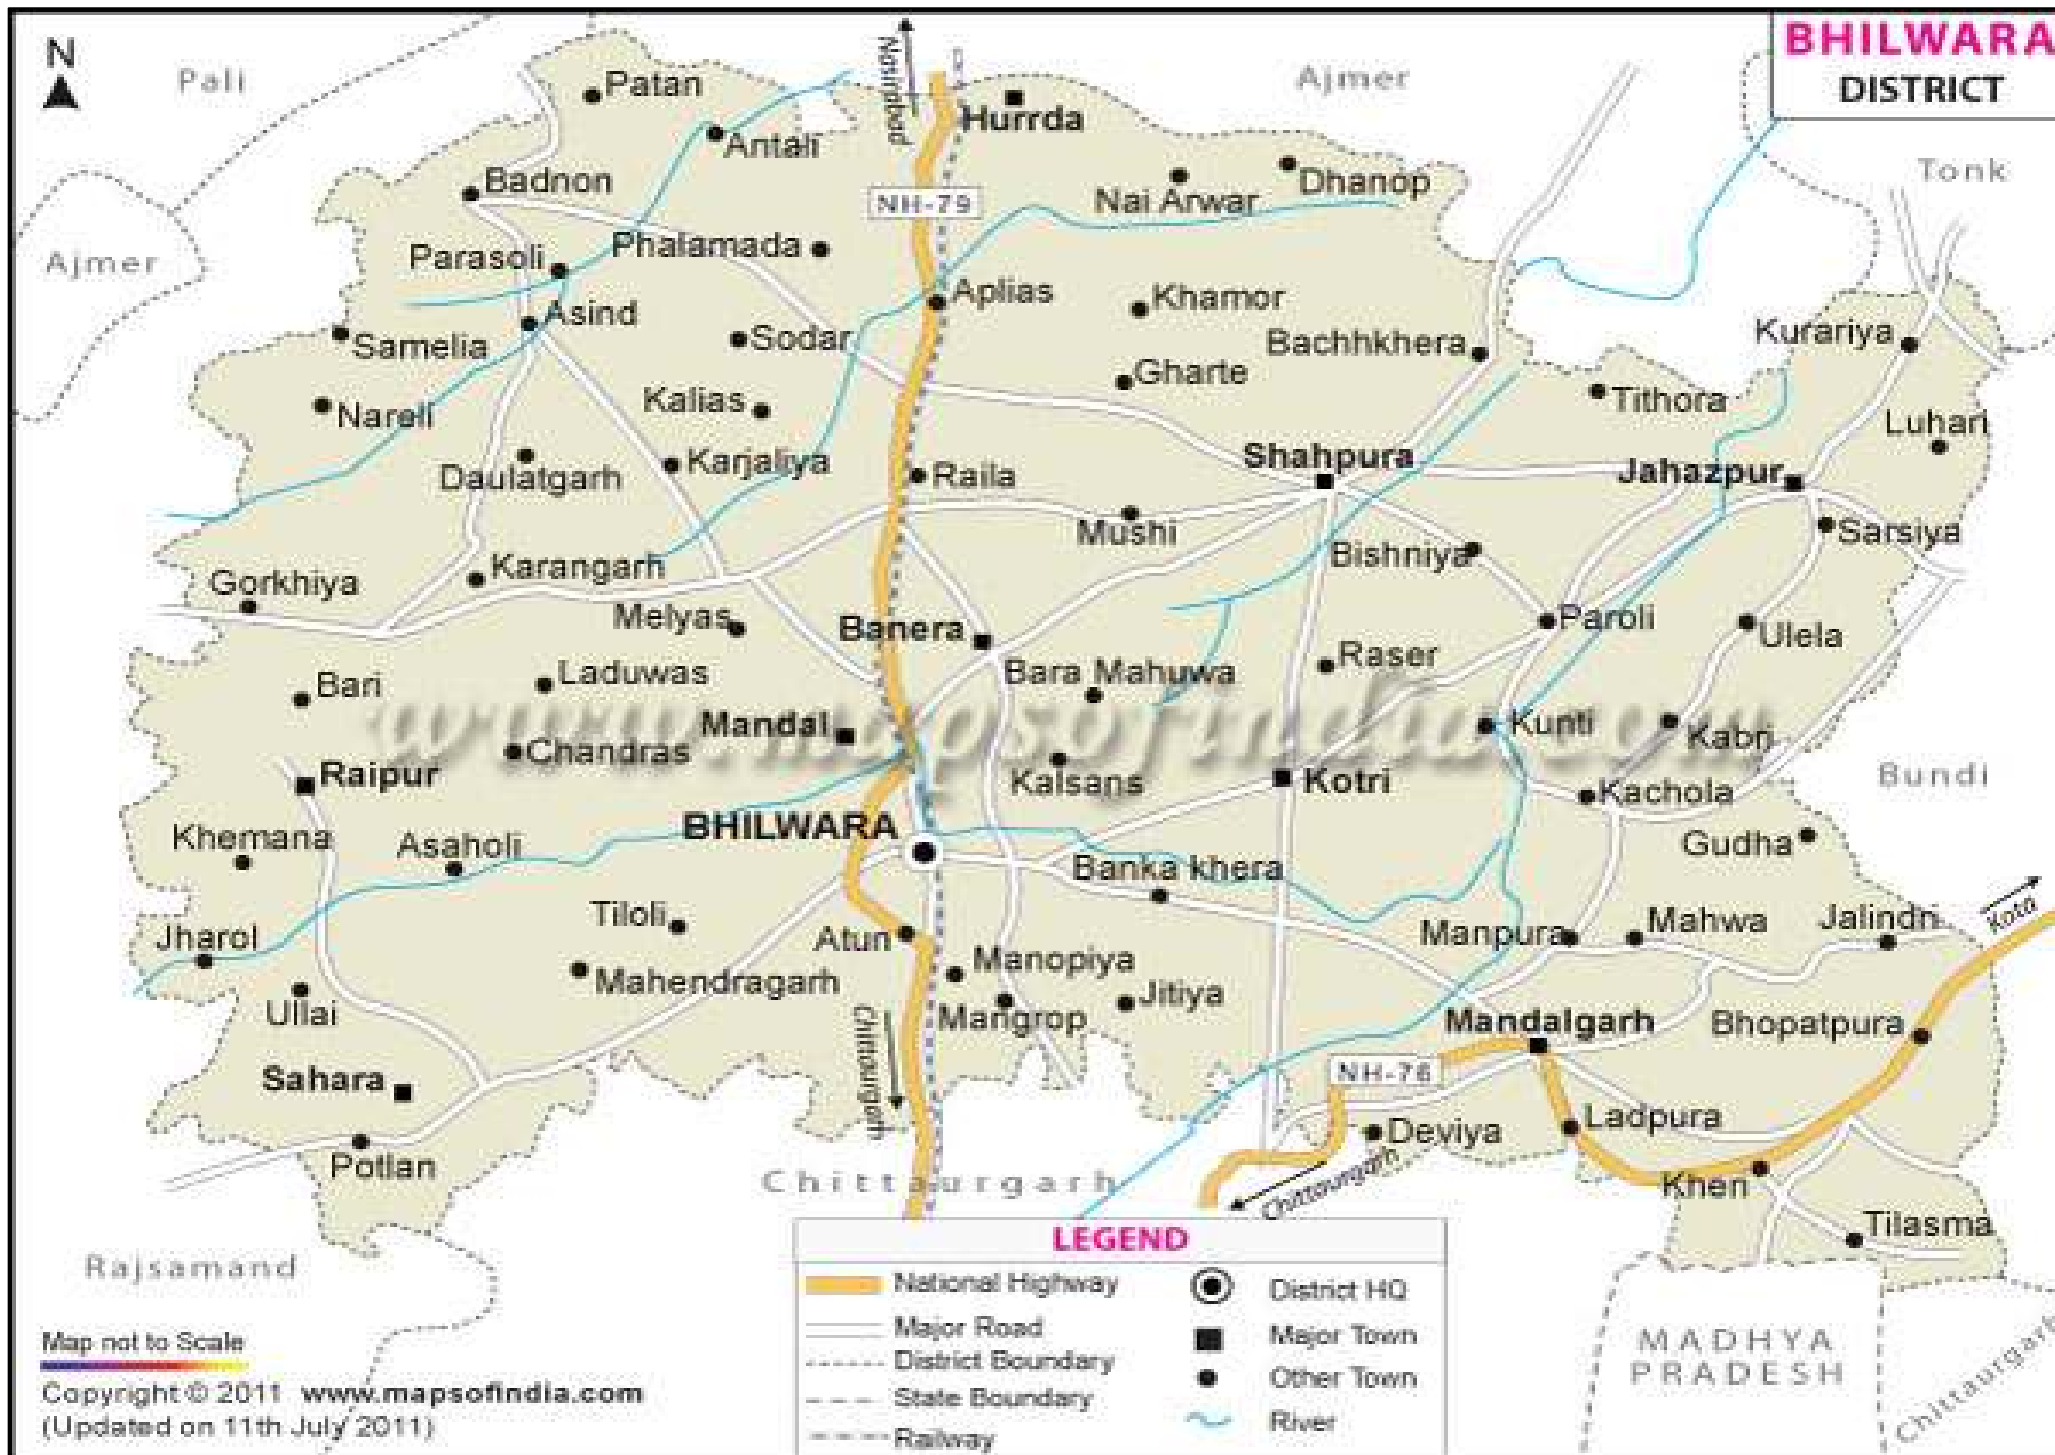 BHILWARA
DISTRICT
N
Pali
Ajmer
Tonk
Ajmer
Nasirabad
Patan
Antali
Hurrda
Badnon
NH-79
Nai Arwar
Dhanop
Parasoli
Phalamada
Aplias
Khamor
Asind
Samelia
Sodar
Bachhkhera
Kurariya
Gharte
Nareli
Kalias
Tithora
Luhari
Daulatgarh
Karjaliya
Raila
Shahpura
Jahazpur
Mushi
Sarsiya
Gorkhiya
Karangarh
Bishniya
Melyas
Banera
Paroli
Ulela
Bari
Laduwas
Bara Mahuwa
Raser
www.mapsofindia.com
Mandal
Chandras
Kunti
Kabri
Raipur
Kalsans
Kotri
Kachola
Bundi
Khemana
Asaholi
BHILWARA
Banka khera
Gudha
Jharol
Tiloli
Atun
Manpura
Mahwa
Jalindri
Kota
Ullai
Mahendragarh
Manopiya
Mangrop
Jitiya
Mandalgarh
Bhopatpura
Sahara
Chittaurgarh
NH-76
Deviya
Ladpura
Potlan
Chittaurgarh
Chittaurgarh
Khen
Tilasma
Rajsamand
MADHYA
PRADESH
Chittaurgarh
LEGEND
National Highway
Major Road
District Boundary
State Boundary
Railway
District HQ
Major Town
Other Town
River
Map not to Scale
Copyright © 2011 www.mapsofindia.com
(Updated on 11th July 2011)